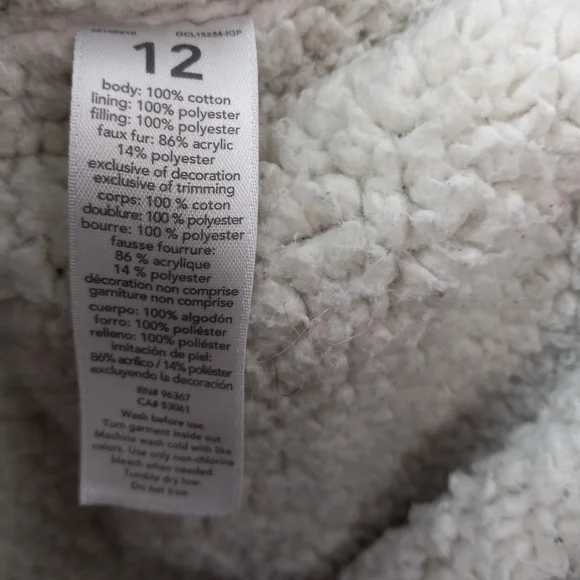 12
body: 100% cotton
lining: 100% polyester
filling: 100% polyester
faux fur: 86% acrylic
14% polyester
exclusive of decoration
exclusive of trimming
corps: 100 % coton
doublure: 100 % polyester
bourre: 100 % polyester
fausse fourrure:
86 % acrylique
14 % polyester
décoration non comprise
garniture non comprise
cuerpo: 100% algodón
forro: 100% poliéster
relleno: 100% poliéster
imitación de piel:
86% acrílico / 14% poliéster
excluyendo la decoración
RN# 96367
CA# 53061
Wash before use.
Turn garment inside out.
Machine wash cold with like
colors. Use only non-chlorine
bleach when needed
Tumble dry low.
Do not iron